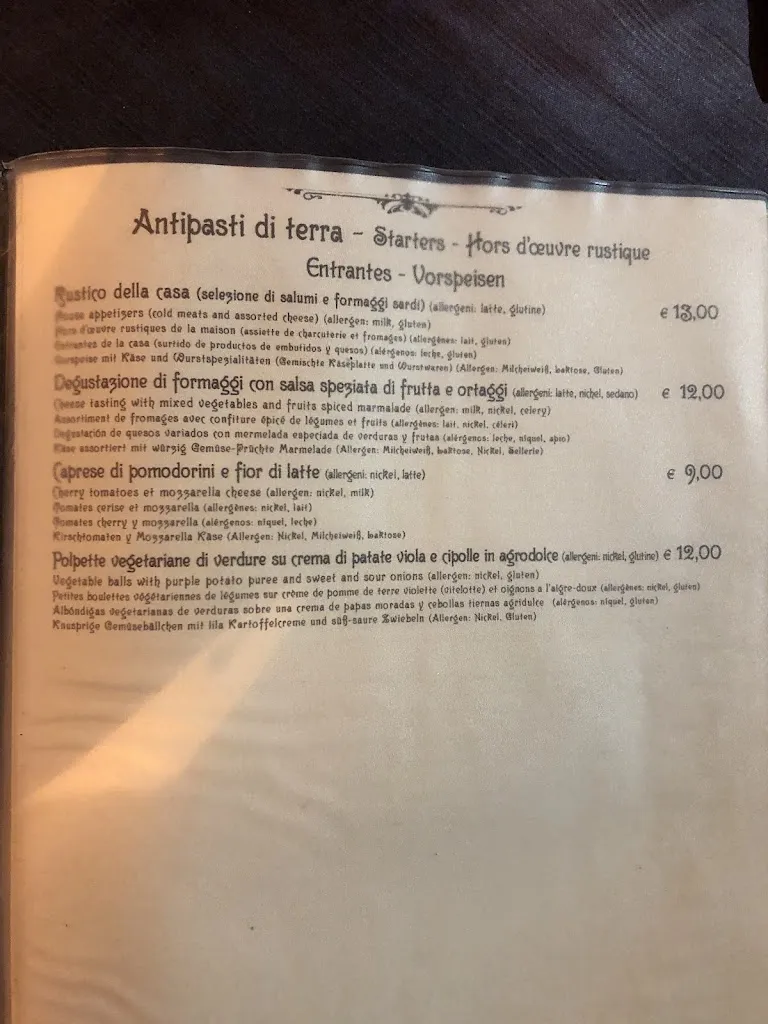 Antipasti di terra - Starters - Hors d'œuvre rustique
Entrantes - Vorspeisen
Rustico della casa (selezione di salumi e formaggi sardi) (allergeni: latte, glutine) € 13,00
House appetizers (cold meats and assorted cheese) (allergen: milk, gluten)
Hors d'œuvre rustiques de la maison (assiette de charcuterie et fromages) (allergènes: lait, gluten)
Entrantes de la casa (surtido de productos de embutidos y quesos) (alérgenos: leche, gluten)
Vorspeise mit Käse und Wurstspezialitäten (Gemischte Käseplatte und Wurstwaren) (Allergen: Milcheiweiß, Laktose, Gluten)
Degustazione di formaggi con salsa speziata di frutta e ortaggi (allergeni: latte, nichel, sedano) € 12,00
Cheese tasting with mixed vegetables and fruits spiced marmalade (allergen: milk, nickel, celery)
Assortiment de fromages avec confiture épicé de légumes et fruits (allergènes: lait, nickel, céleri)
Degustación de quesos variados con mermelada especiada de verduras y frutas (alérgenos: leche, níquel, apio)
Käse assortiert mit würzig Gemüse-Früchte Marmelade (Allergen: Milcheiweiß, Laktose, Nickel, Sellerie)
Caprese di pomodorini e fior di latte (allergeni: nickel, latte) € 9,00
Cherry tomatoes et mozzarella cheese (allergen: nickel, milk)
Tomates cerise et mozzarella (allergènes: nickel, lait)
Tomates cherry y mozzarella (alérgenos: níquel, leche)
Kirschtomaten y Mozzarella Käse (Allergen: Nickel, Milcheiweiß, Laktose)
Polpette vegetariane di verdure su crema di patate viola e cipolle in agrodolce (allergeni: nickel, glutine) € 12,00
Vegetable balls with purple potato puree and sweet and sour onions (allergen: nickel, gluten)
Petites boulettes végétariennes de légumes sur crème de pomme de terre violette (vitelotte) et oignons a l'aigre-doux (allergènes: nickel, gluten)
Albóndigas vegetarianas de verduras sobre una crema de papas moradas y cebollas tiernas agridulce (alérgenos: níquel, gluten)
Knusprige Gemüsebällchen mit lila Kartoffelcreme und süß-saure Zwiebeln (Allergen: Nickel, Gluten)